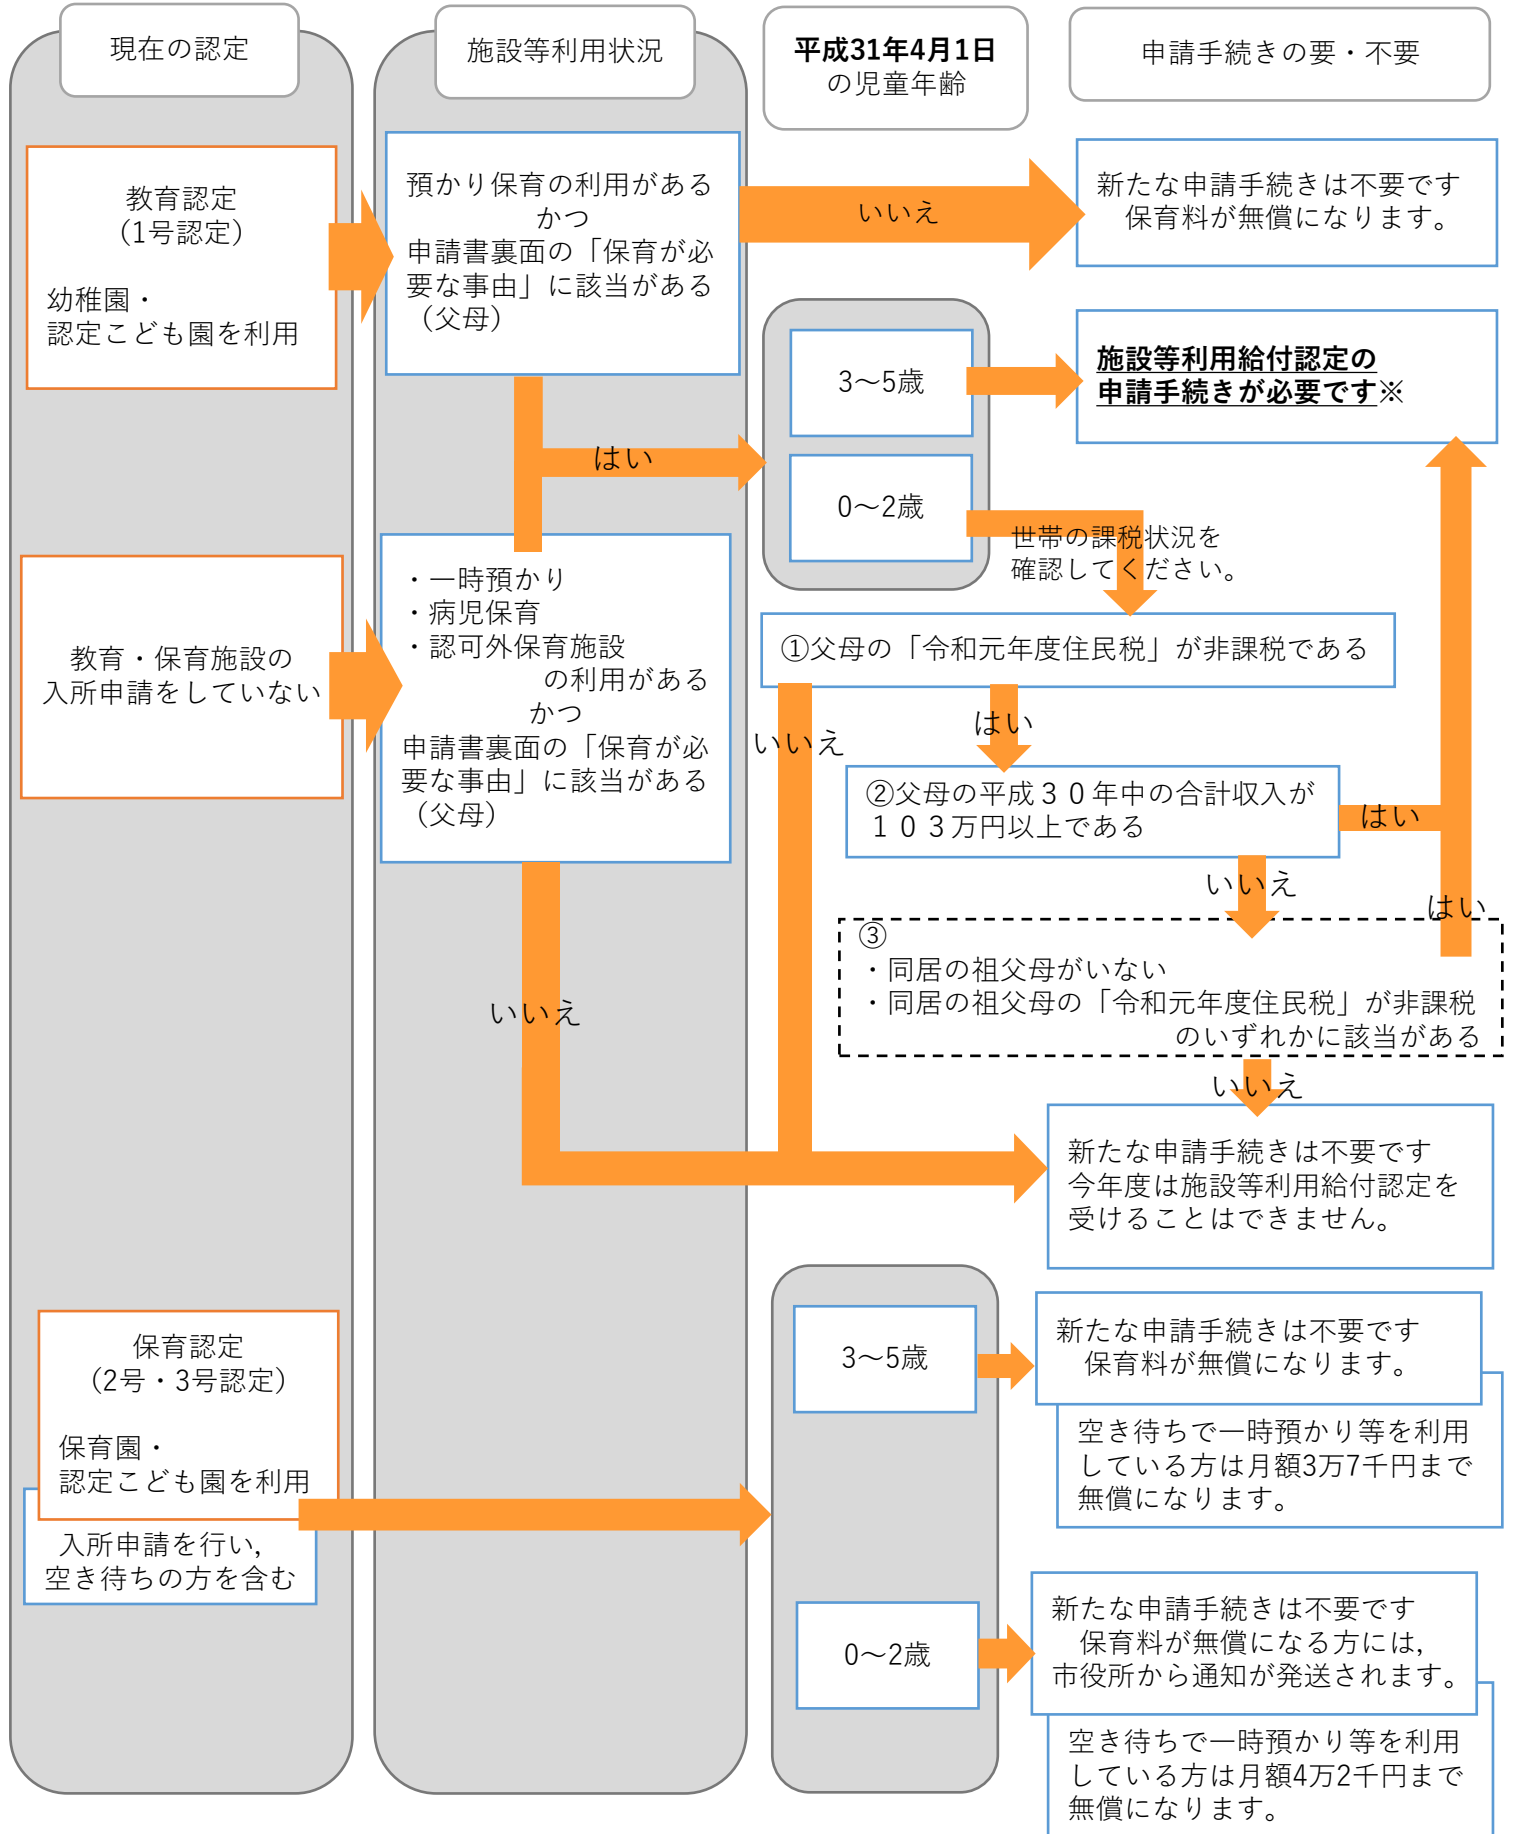 現在の認定
施設等利用状況
平成31年4月1日
の児童年齢
申請手続きの要・不要
教育認定
(1号認定)
幼稚園・
認定こども園を利用
預かり保育の利用がある
かつ
申請書裏面の「保育が必
要な事由」に該当がある
(父母)
いいえ
新たな申請手続きは不要です
保育料が無償になります。
はい
3～5歳
施設等利用給付認定の
申請手続きが必要です※
0～2歳
世帯の課税状況を
確認してください。
教育・保育施設の
入所申請をしていない
・一時預かり
・病児保育
・認可外保育施設
の利用がある
かつ
申請書裏面の「保育が必
要な事由」に該当がある
(父母)
①父母の「令和元年度住民税」が非課税である
いいえ
はい
②父母の平成３０年中の合計収入が
１０３万円以上である
はい
いいえ
はい
③
・同居の祖父母がいない
・同居の祖父母の「令和元年度住民税」が非課税
のいずれかに該当がある
いいえ
いいえ
新たな申請手続きは不要です
今年度は施設等利用給付認定を
受けることはできません。
保育認定
(2号・3号認定)
保育園・
認定こども園を利用
入所申請を行い,
空き待ちの方を含む
3～5歳
新たな申請手続きは不要です
保育料が無償になります。
空き待ちで一時預かり等を利用
している方は月額3万7千円まで
無償になります。
0～2歳
新たな申請手続きは不要です
保育料が無償になる方には,
市役所から通知が発送されます。
空き待ちで一時預かり等を利用
している方は月額4万2千円まで
無償になります。